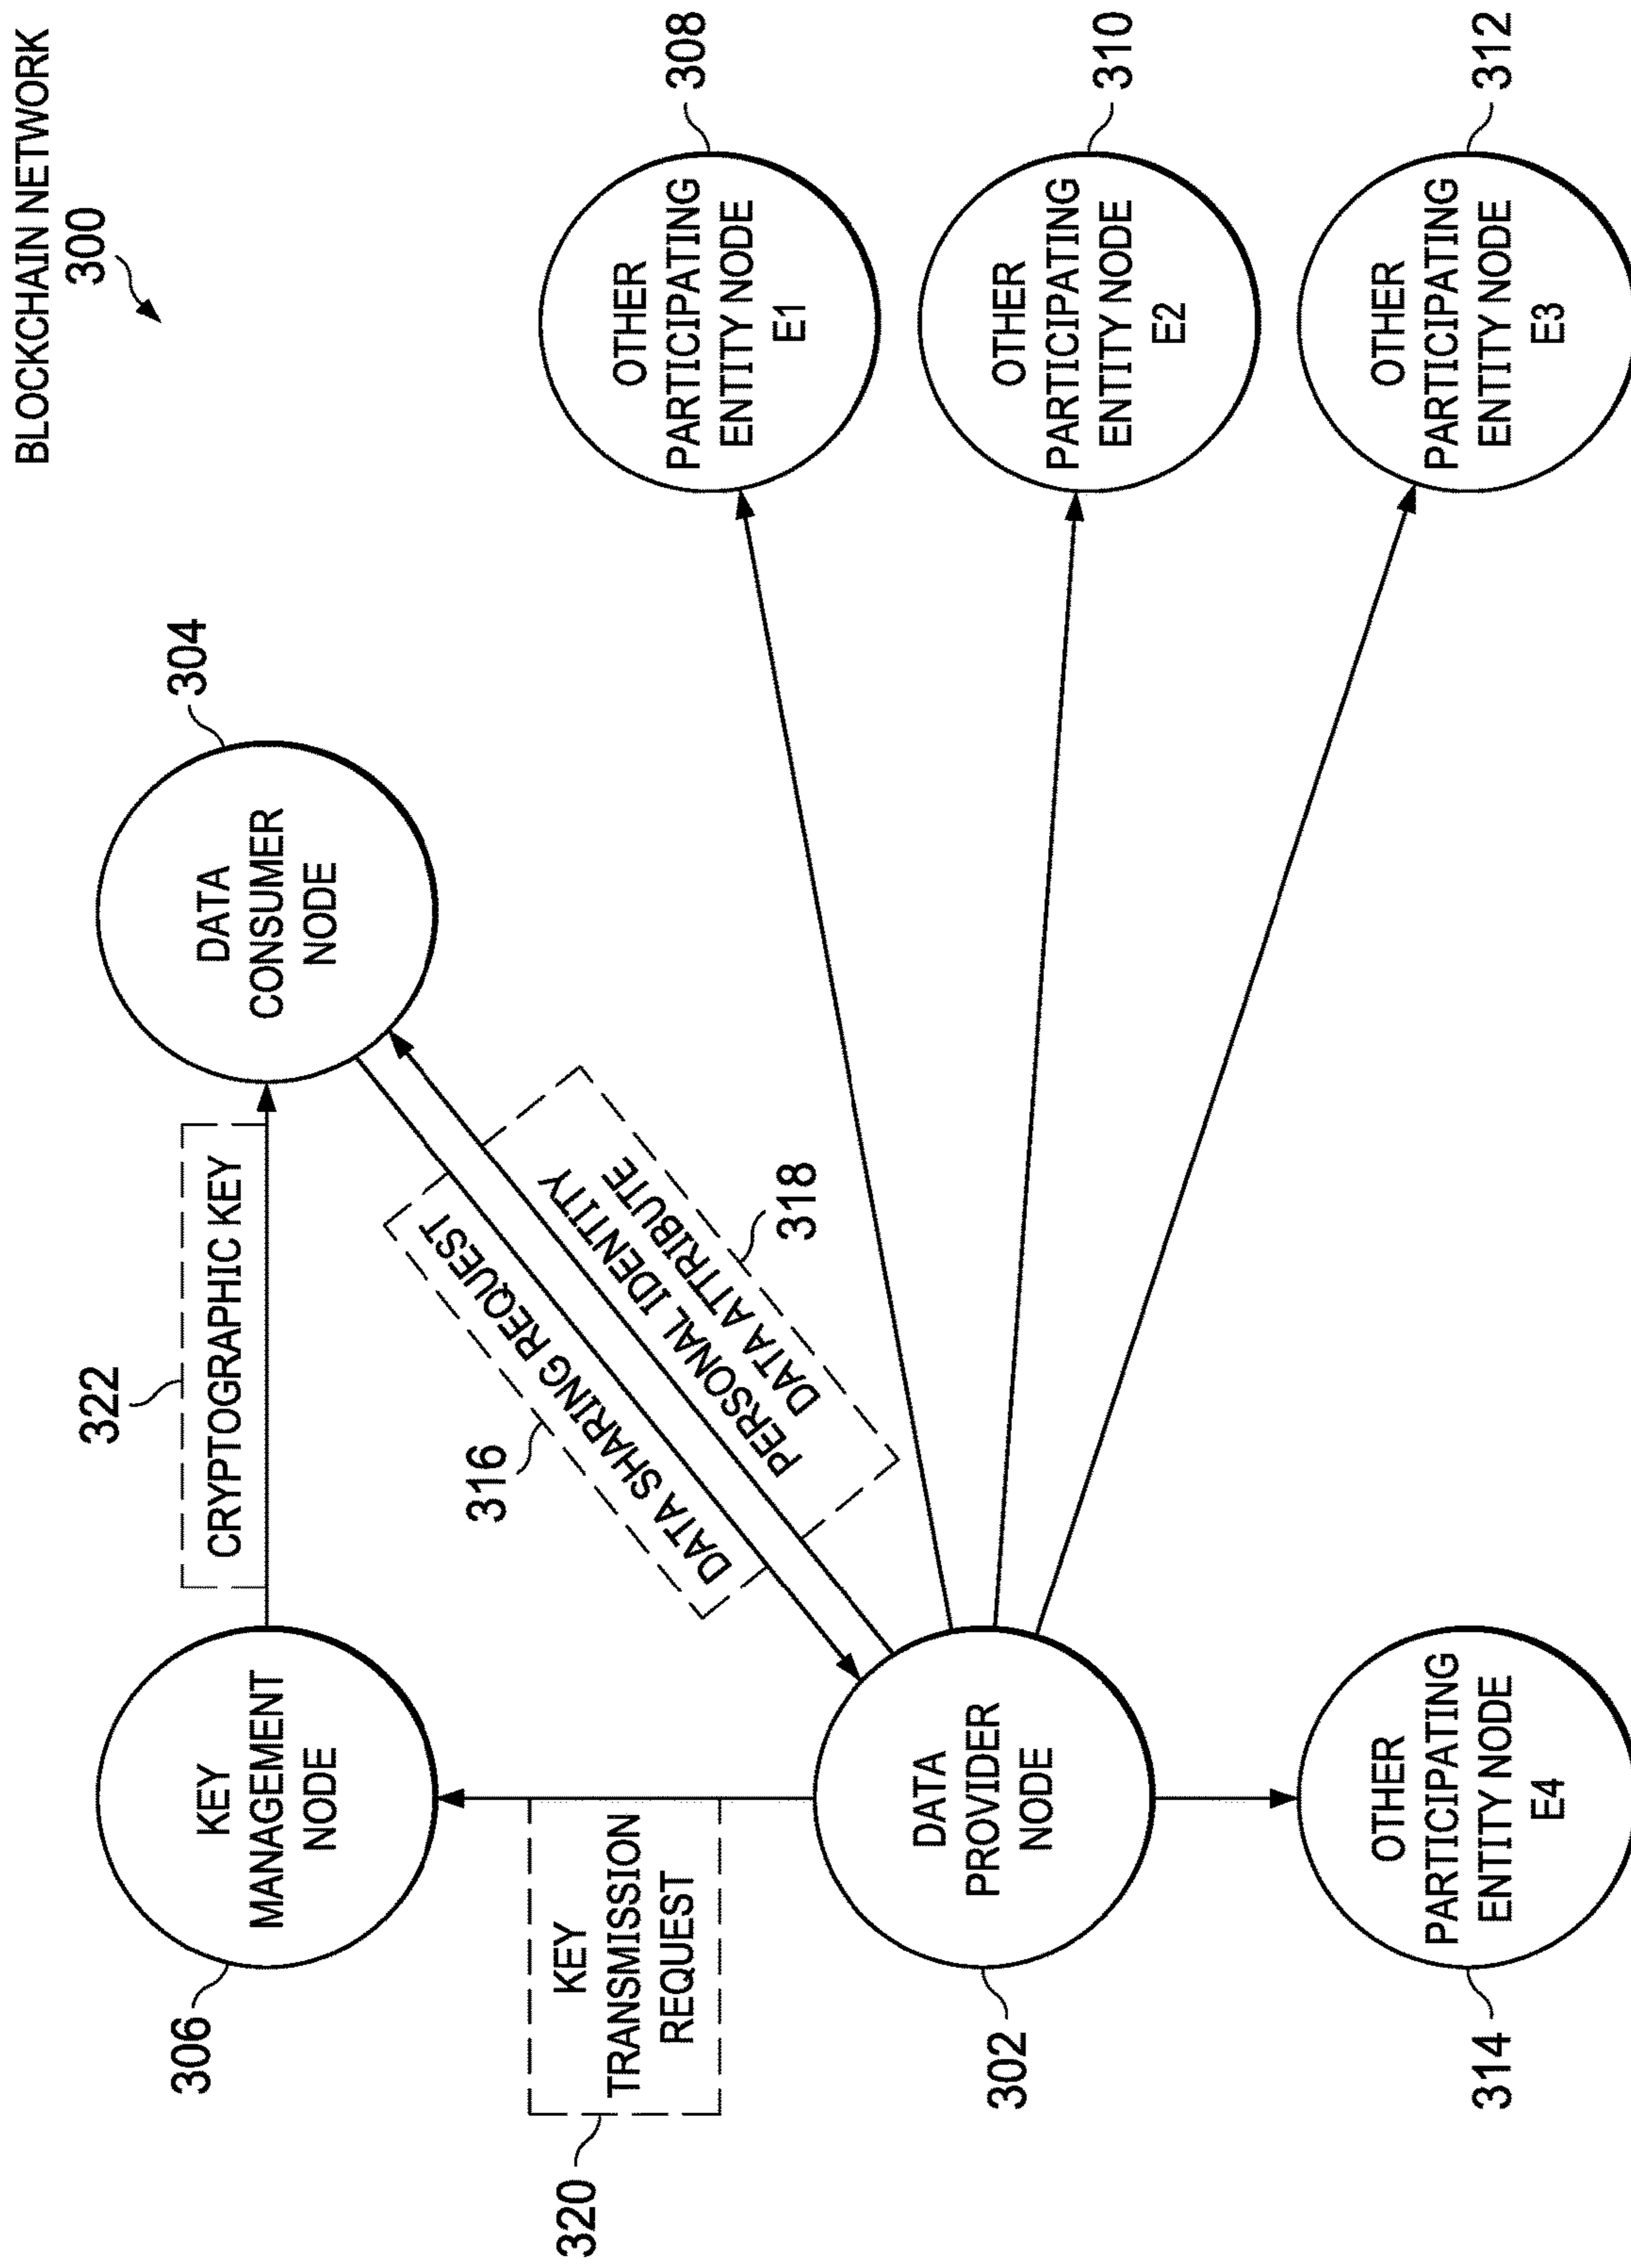 BLOCKCHAIN NETWORK
300
322
CRYPTOGRAPHIC KEY
306
KEY
MANAGEMENT
NODE
304
DATA
CONSUMER
NODE
316
DATA SHARING REQUEST
PERSONAL IDENTITY
DATA ATTRIBUTE
318
320
KEY
TRANSMISSION
REQUEST
302
DATA
PROVIDER
NODE
308
OTHER
PARTICIPATING
ENTITY NODE
E1
310
OTHER
PARTICIPATING
ENTITY NODE
E2
312
OTHER
PARTICIPATING
ENTITY NODE
E3
314
OTHER
PARTICIPATING
ENTITY NODE
E4